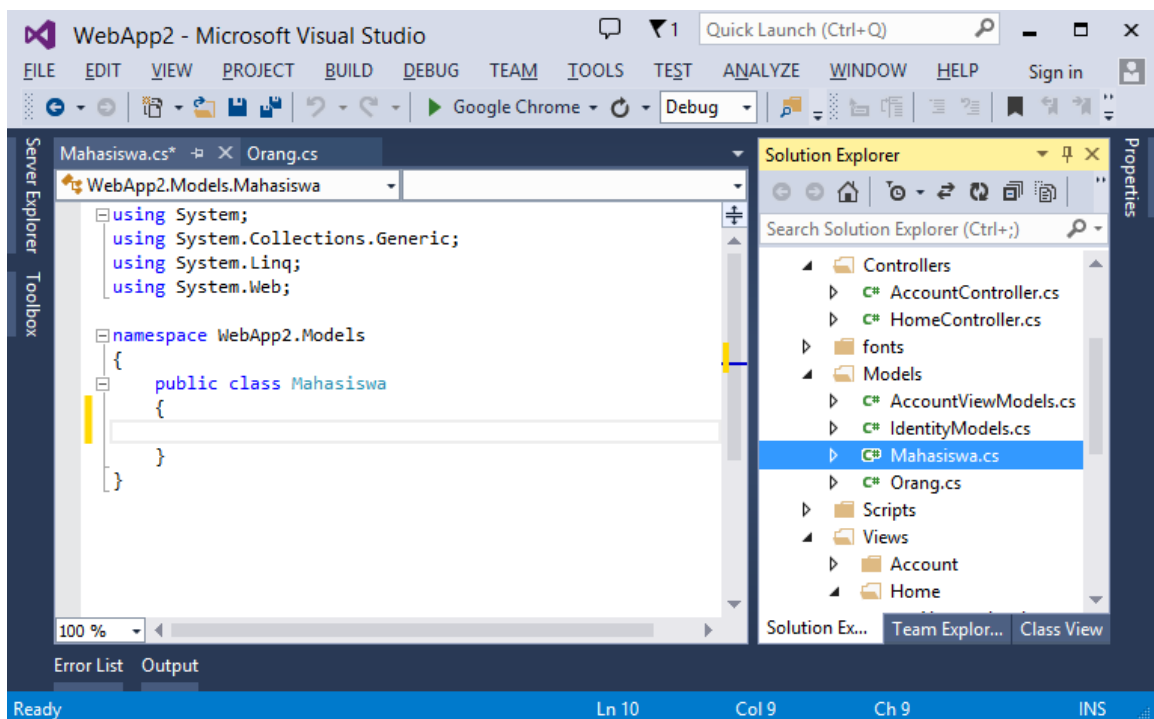 WebApp2 - Microsoft Visual Studio
1
Quick Launch (Ctrl+Q)
FILE EDIT VIEW PROJECT BUILD DEBUG TEAM TOOLS TEST ANALYZE WINDOW HELP Sign in
Google Chrome Debug
Server Explorer
Toolbox
Mahasiswa.cs* Orang.cs
WebApp2.Models.Mahasiswa
using System;
using System.Collections.Generic;
using System.Linq;
using System.Web;
namespace WebApp2.Models
{
public class Mahasiswa
{
}
}
100 %
Solution Explorer
Search Solution Explorer (Ctrl+;)
Controllers
C# AccountController.cs
C# HomeController.cs
fonts
Models
C# AccountViewModels.cs
C# IdentityModels.cs
C# Mahasiswa.cs
C# Orang.cs
Scripts
Views
Account
Home
Solution Ex... Team Explor... Class View
Properties
Error List Output
Ready Ln 10 Col 9 Ch 9 INS